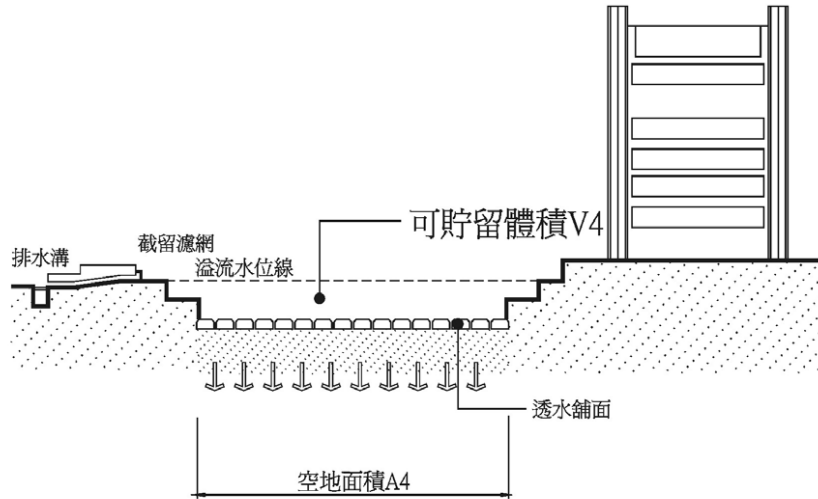 可貯留體積V4
截留濾網
排水溝
溢流水位線
透水舖面
空地面積A4